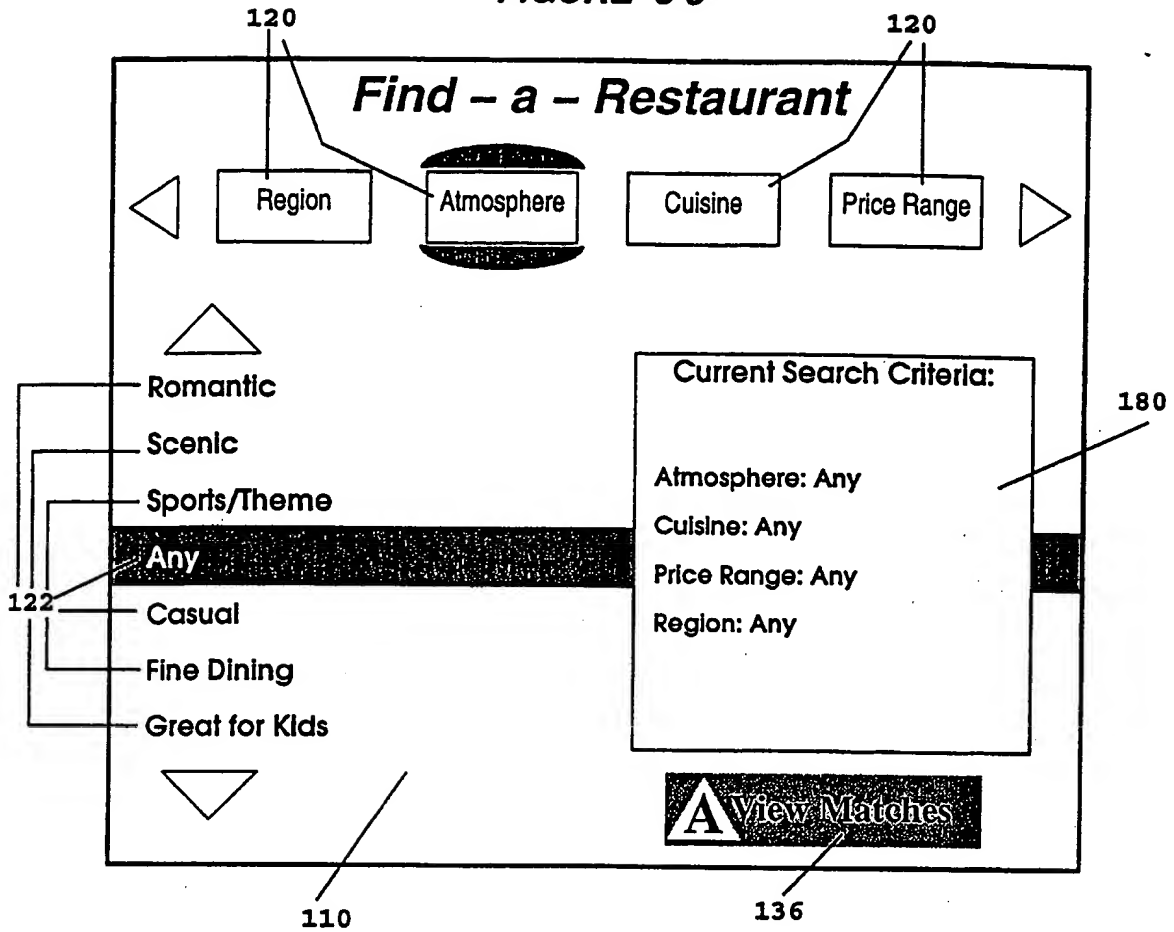 120
120
Find – a – Restaurant
Region
Atmosphere
Cuisine
Price Range
Romantic
Scenic
Sports/Theme
Any
Casual
Fine Dining
Great for Kids
122
Current Search Criteria:
Atmosphere: Any
Cuisine: Any
Price Range: Any
Region: Any
180
A View Matches
110
136